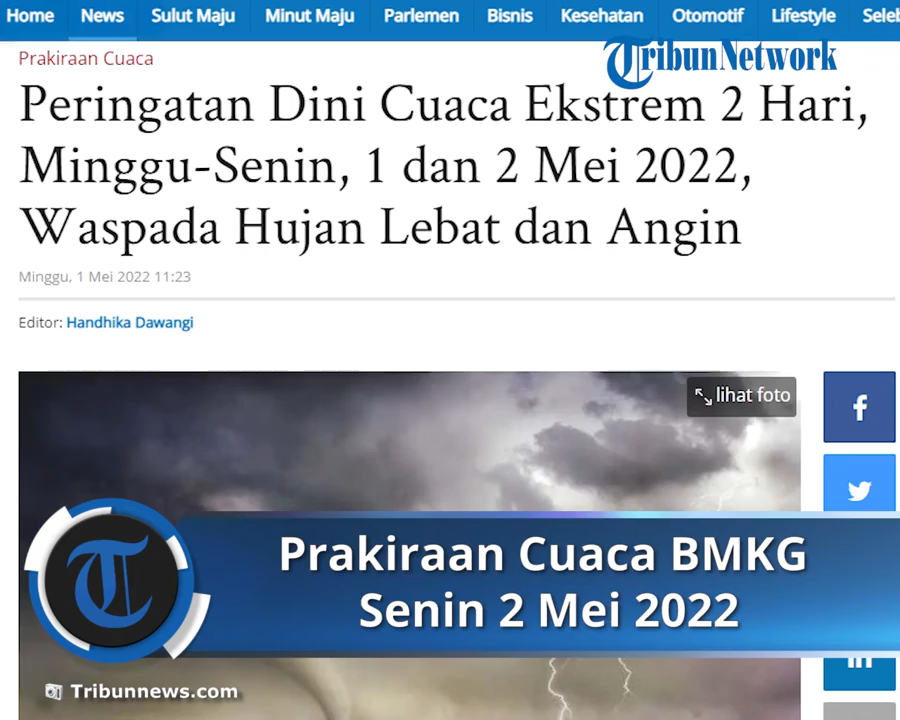 Home News Sulut Maju Minut Maju Parlemen Bisnis Kesehatan Otomotif Lifestyle
TribunNetwork
Prakiraan Cuaca
Peringatan Dini Cuaca Ekstrem 2 Hari,
Minggu-Senin, 1 dan 2 Mei 2022,
Waspada Hujan Lebat dan Angin
Minggu, 1 Mei 2022 11:23
Editor: Handhika Dawangi
lihat foto
f
T
Prakiraan Cuaca BMKG
Senin 2 Mei 2022
in
Tribunnews.com